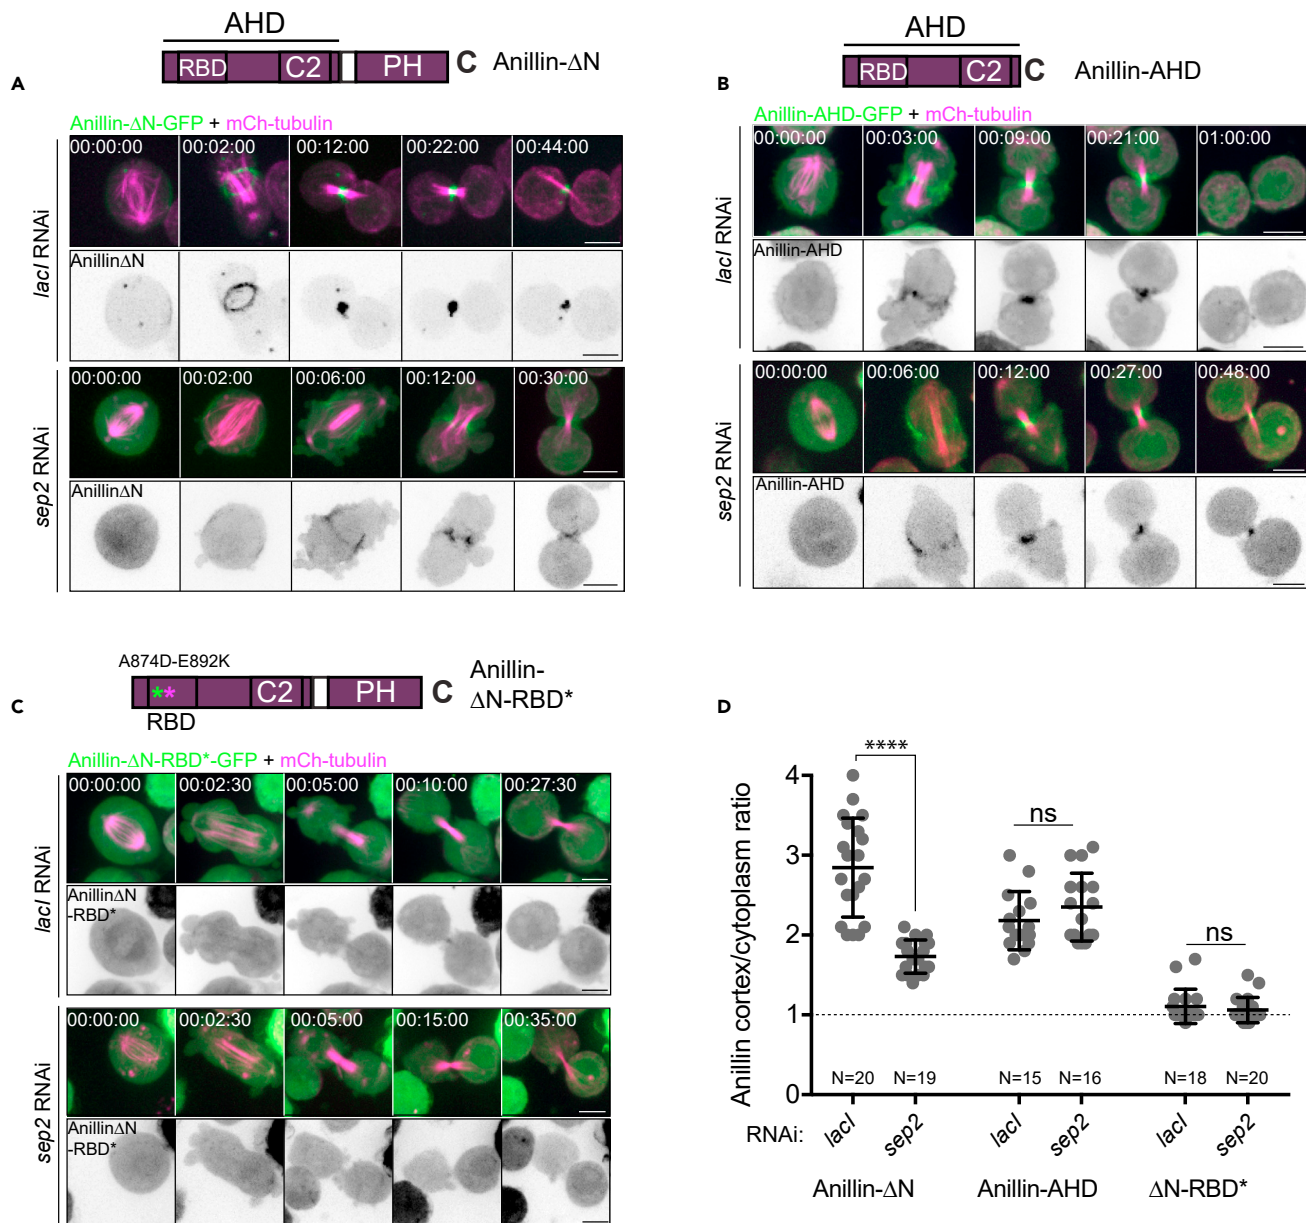 AHD
RBD
C2
PH
C
Anillin-ΔN
A
Anillin-ΔN-GFP + mCh-tubulin
00:00:00
00:02:00
00:12:00
00:22:00
00:44:00
lacI RNAi
AnillinΔN
00:00:00
00:02:00
00:06:00
00:12:00
00:30:00
sep2 RNAi
AnillinΔN
AHD
RBD
C2
C
Anillin-AHD
B
Anillin-AHD-GFP + mCh-tubulin
00:00:00
00:03:00
00:09:00
00:21:00
01:00:00
lacI RNAi
Anillin-AHD
00:00:00
00:06:00
00:12:00
00:27:00
00:48:00
sep2 RNAi
Anillin-AHD
A874D-E892K
**
C2
PH
C
RBD
Anillin-
ΔN-RBD*
C
Anillin-ΔN-RBD*-GFP + mCh-tubulin
00:00:00
00:02:30
00:05:00
00:10:00
00:27:30
lacI RNAi
AnillinΔN
-RBD*
00:00:00
00:02:30
00:05:00
00:15:00
00:35:00
sep2 RNAi
AnillinΔN
-RBD*
D
Anillin cortex/cytoplasm ratio
4
3
2
1
0
****
ns
ns
N=20
N=19
N=15
N=16
N=18
N=20
RNAi:
lacI
sep2
lacI
sep2
lacI
sep2
Anillin-ΔN
Anillin-AHD
ΔN-RBD*